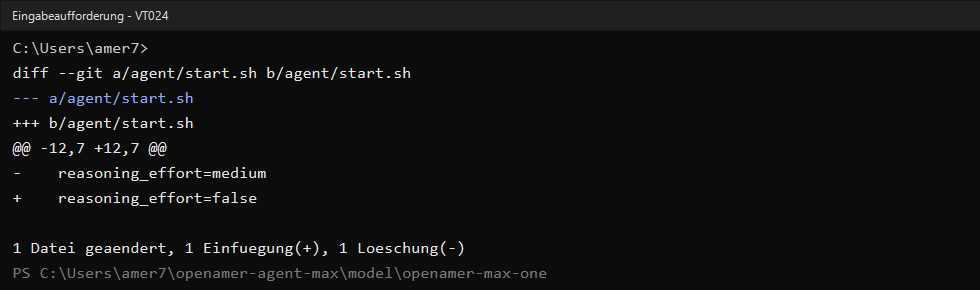 Eingabeaufforderung - VT024
C:\Users\amer7>
diff --git a/agent/start.sh b/agent/start.sh
--- a/agent/start.sh
+++ b/agent/start.sh
@@ -12,7 +12,7 @@
-    reasoning_effort=medium
+    reasoning_effort=false
1 Datei geaendert, 1 Einfuegung(+), 1 Loeschung(-)
PS C:\Users\amer7\openamer-agent-max\model\openamer-max-one